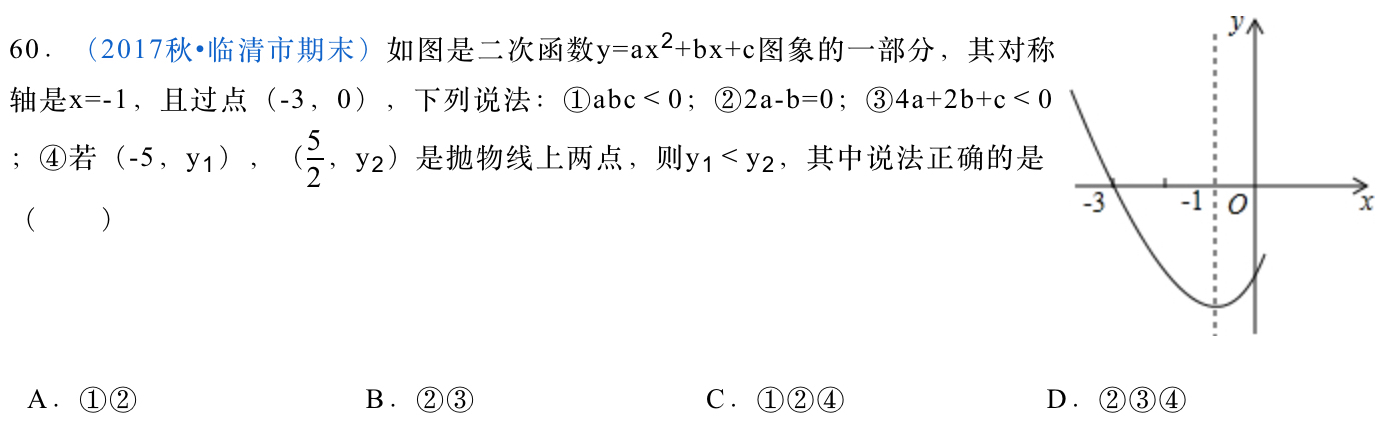 60．（2017秋•临清市期末）如图是二次函数y=ax²+bx+c图象的一部分，其对称
轴是x=-1，且过点（-3，0），下列说法：①abc＜0；②2a-b=0；③4a+2b+c＜0
；④若（-5，y₁），（5/2，y₂）是抛物线上两点，则y₁＜y₂，其中说法正确的是
（　　）
y
-3 -1 O x
A．①② B．②③ C．①②④ D．②③④